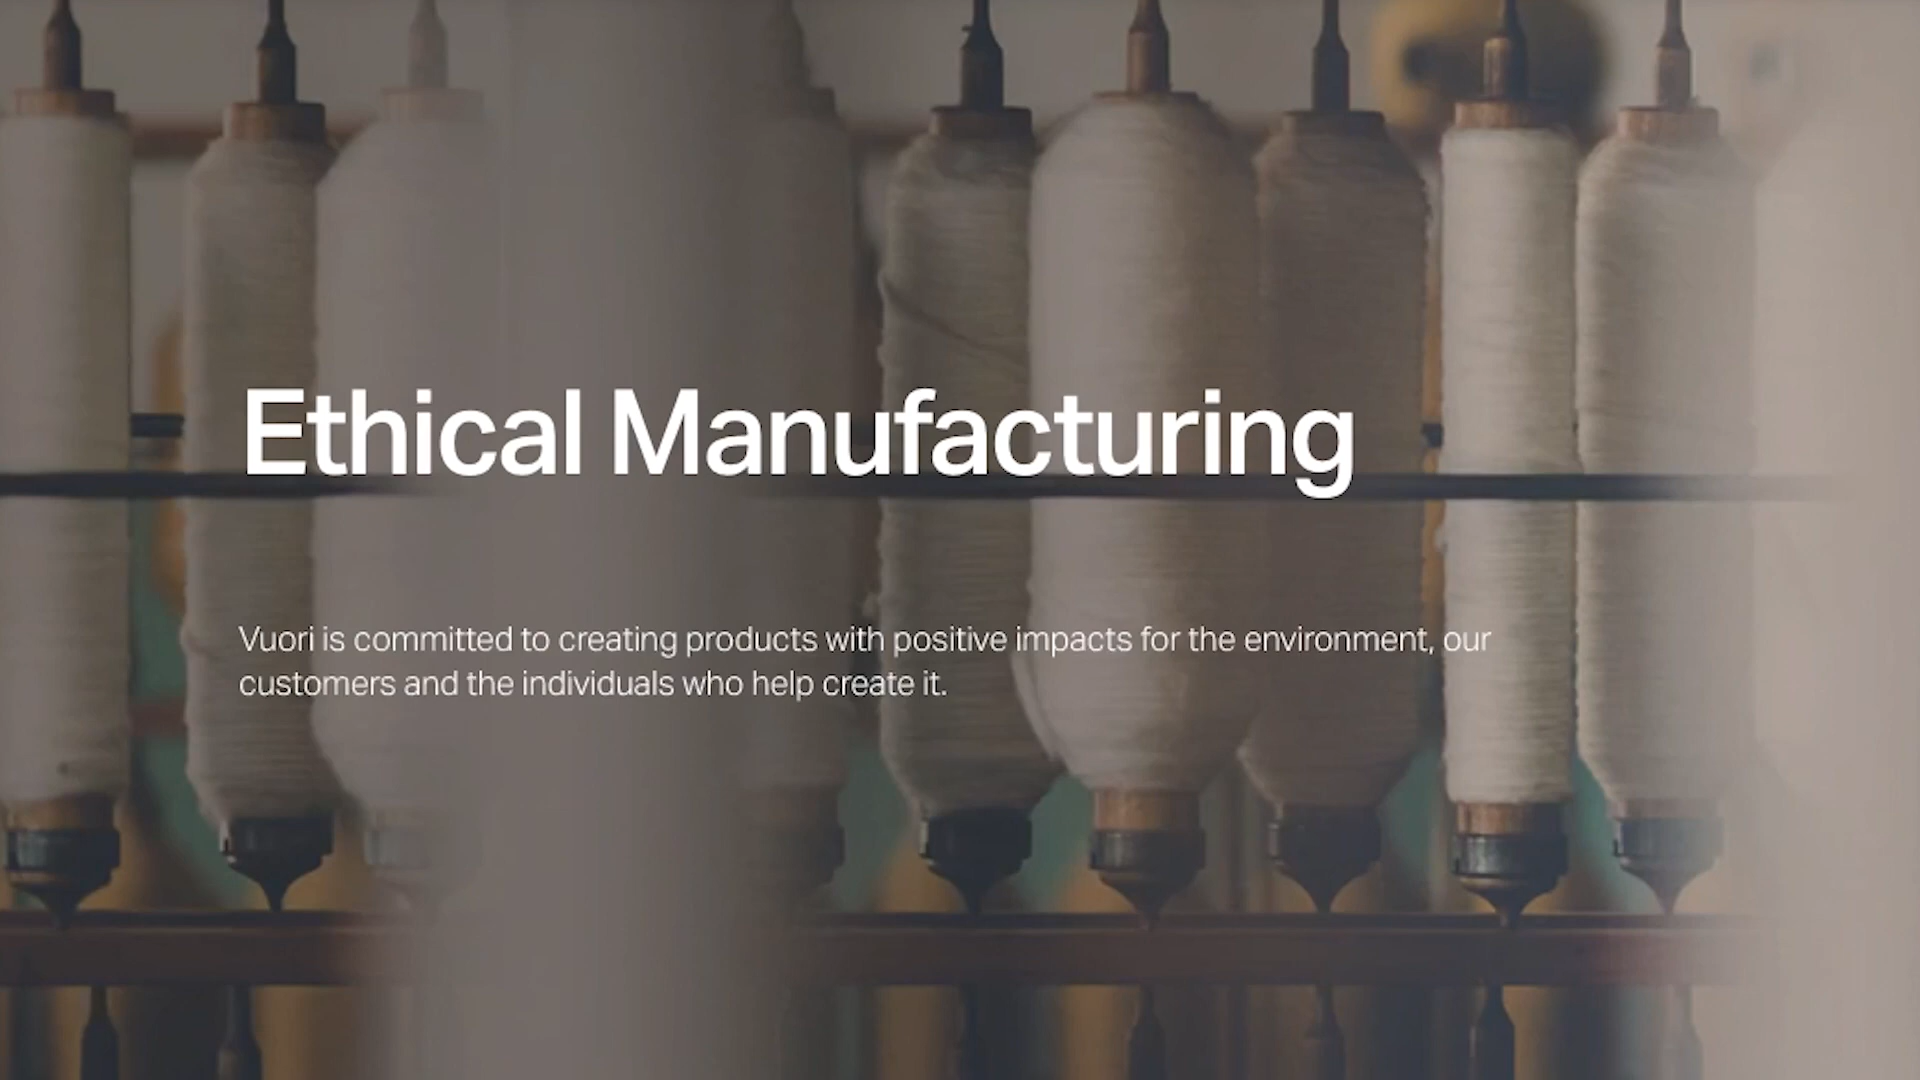 Ethical Manufacturing
Vuori is committed to creating products with positive impacts for the environment, our
customers and the individuals who help create it.